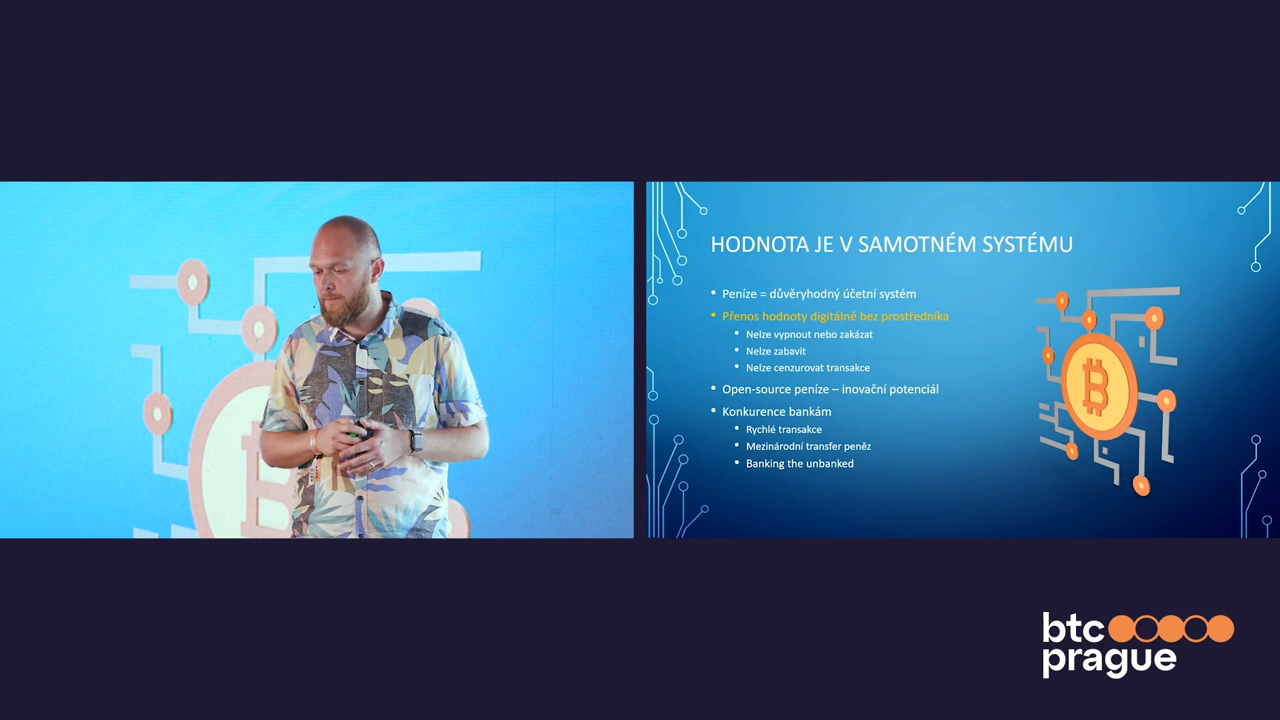 HODNOTA JE V SAMOTNÉM SYSTÉMU
• Peníze = důvěryhodný účetní systém
• Přenos hodnoty digitálně bez prostředníka
• Nelze vypnout nebo zakázat
• Nelze zabavit
• Nelze cenzurovat transakce
• Open-source peníze – inovační potenciál
• Konkurence bankám
• Rychlé transakce
• Mezinárodní transfer peněz
• Banking the unbanked
btc
prague